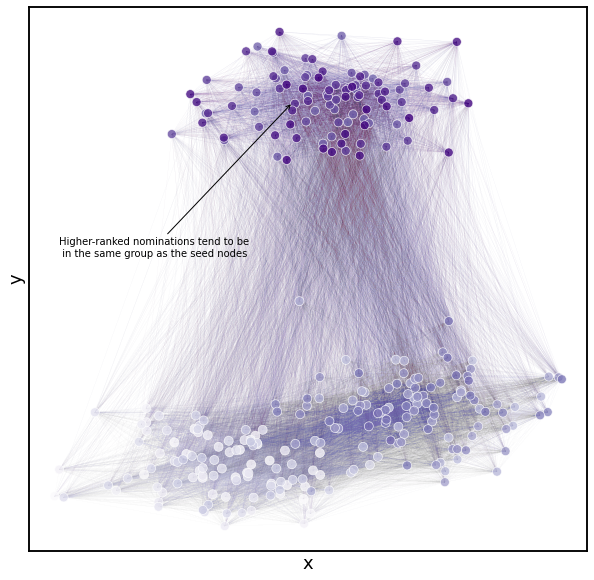 Higher-ranked nominations tend to be
in the same group as the seed nodes
y
x